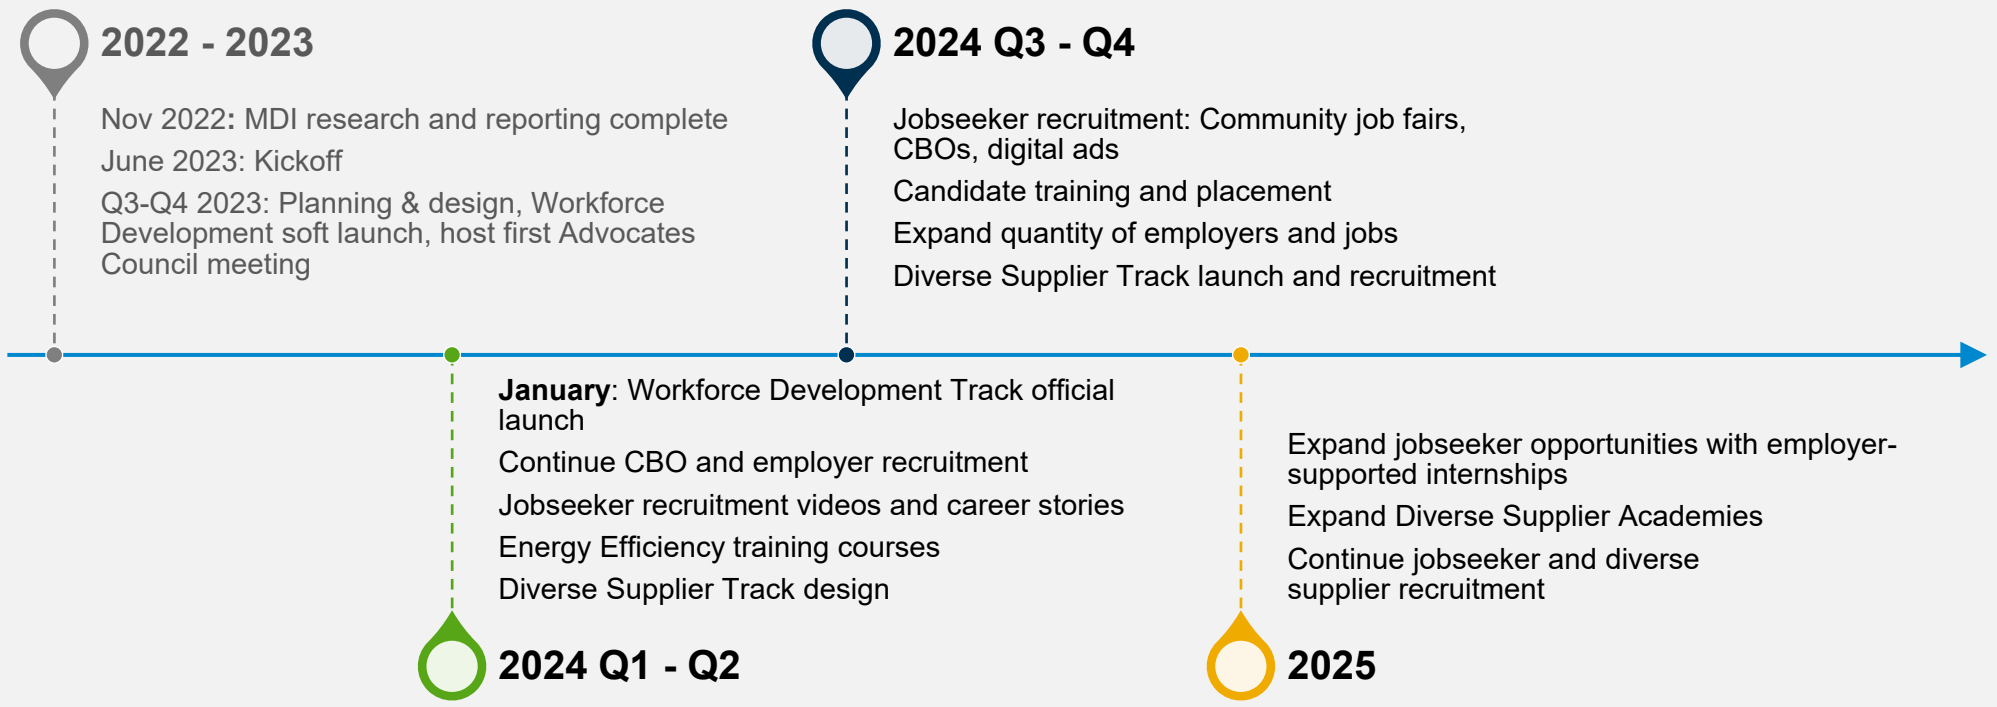 2022 - 2023
Nov 2022: MDI research and reporting complete
June 2023: Kickoff
Q3-Q4 2023: Planning & design, Workforce
Development soft launch, host first Advocates
Council meeting
2024 Q3 - Q4
Jobseeker recruitment: Community job fairs,
CBOs, digital ads
Candidate training and placement
Expand quantity of employers and jobs
Diverse Supplier Track launch and recruitment
January: Workforce Development Track official
launch
Continue CBO and employer recruitment
Jobseeker recruitment videos and career stories
Energy Efficiency training courses
Diverse Supplier Track design
2024 Q1 - Q2
Expand jobseeker opportunities with employer-
supported internships
Expand Diverse Supplier Academies
Continue jobseeker and diverse
supplier recruitment
2025